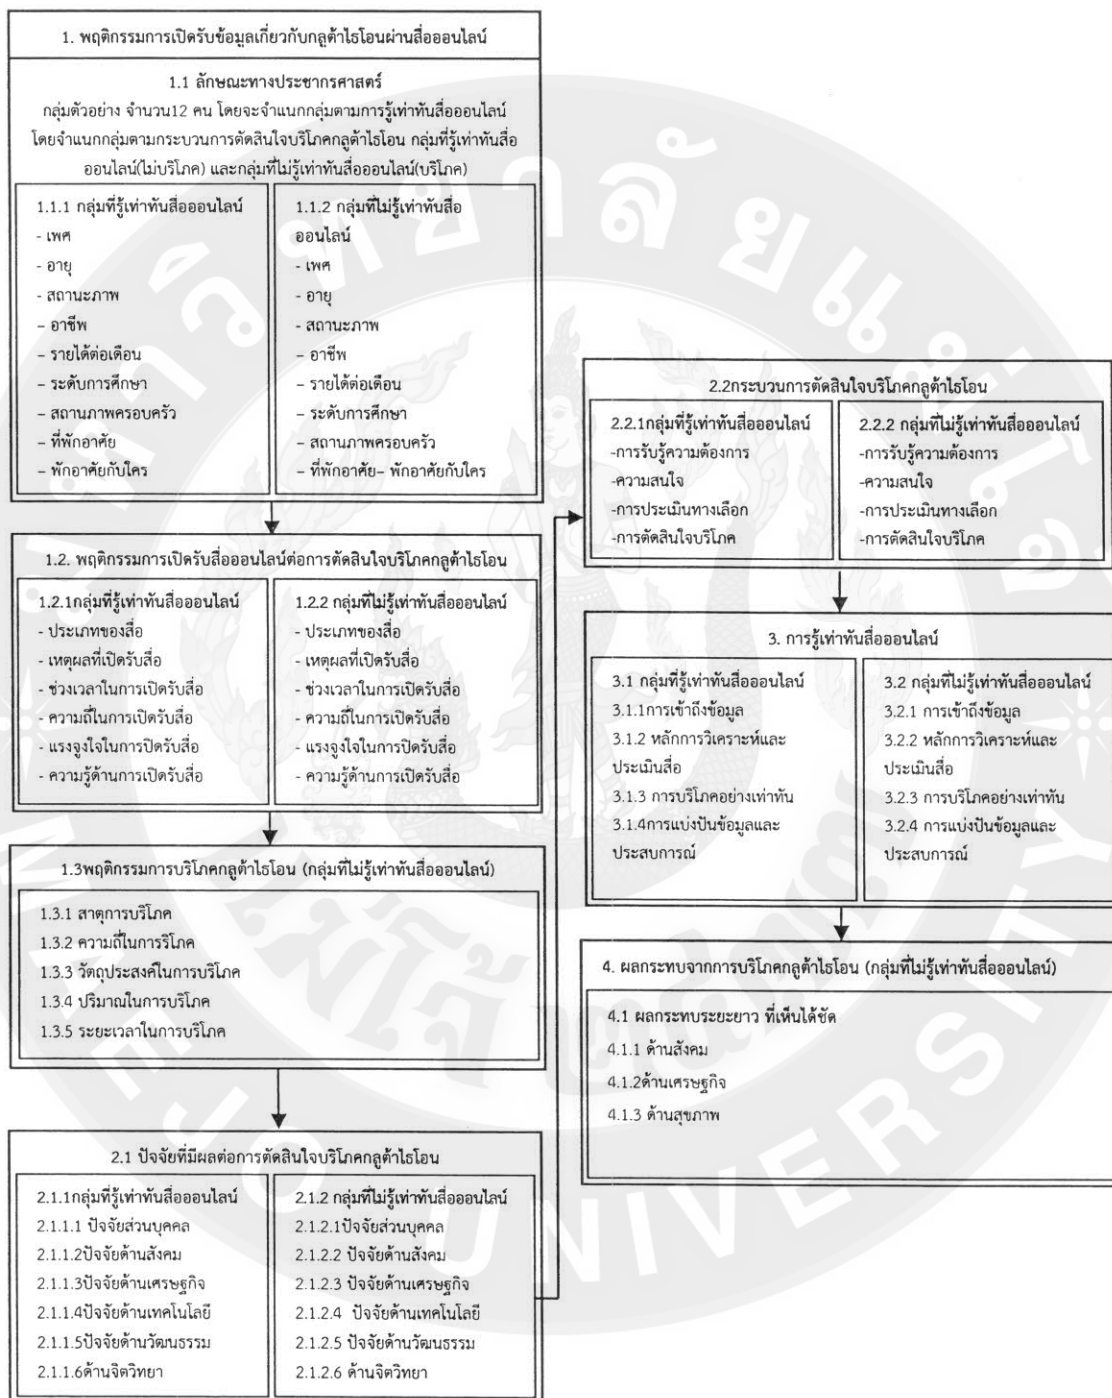 1. พฤติกรรมการเปิดรับข้อมูลเกี่ยวกับกลูต้าไธโอนผ่านสื่อออนไลน์
1.1 ลักษณะทางประชากรศาสตร์
กลุ่มตัวอย่าง จำนวน12 คน โดยจะจำแนกกลุ่มตามการรู้เท่าทันสื่อออนไลน์
โดยจำแนกกลุ่มตามกระบวนการตัดสินใจบริโภคกลูต้าไธโอน กลุ่มที่รู้เท่าทันสื่อ
ออนไลน์(ไม่บริโภค) และกลุ่มที่ไม่รู้เท่าทันสื่อออนไลน์(บริโภค)
1.1.1 กลุ่มที่รู้เท่าทันสื่อออนไลน์
- เพศ
- อายุ
- สถานะภาพ
– อาชีพ
– รายได้ต่อเดือน
– ระดับการศึกษา
– สถานภาพครอบครัว
– ที่พักอาศัย
– พักอาศัยกับใคร
1.1.2 กลุ่มที่ไม่รู้เท่าทันสื่อ
ออนไลน์
- เพศ
- อายุ
- สถานะภาพ
– อาชีพ
– รายได้ต่อเดือน
– ระดับการศึกษา
– สถานภาพครอบครัว
– ที่พักอาศัย– พักอาศัยกับใคร
1.2. พฤติกรรมการเปิดรับสื่อออนไลน์ต่อการตัดสินใจบริโภคกลูต้าไธโอน
1.2.1กลุ่มที่รู้เท่าทันสื่อออนไลน์
- ประเภทของสื่อ
- เหตุผลที่เปิดรับสื่อ
- ช่วงเวลาในการเปิดรับสื่อ
- ความถี่ในการเปิดรับสื่อ
- แรงจูงใจในการปิดรับสื่อ
- ความรู้ด้านการเปิดรับสื่อ
1.2.2 กลุ่มที่ไม่รู้เท่าทันสื่อออนไลน์
- ประเภทของสื่อ
- เหตุผลที่เปิดรับสื่อ
- ช่วงเวลาในการเปิดรับสื่อ
- ความถี่ในการเปิดรับสื่อ
- แรงจูงใจในการปิดรับสื่อ
- ความรู้ด้านการเปิดรับสื่อ
1.3พฤติกรรมการบริโภคกลูต้าไธโอน (กลุ่มที่ไม่รู้เท่าทันสื่อออนไลน์)
1.3.1 สาตุการบริโภค
1.3.2 ความถี่ในการริโภค
1.3.3 วัตถุประสงค์ในการบริโภค
1.3.4 ปริมาณในการบริโภค
1.3.5 ระยะเวลาในการบริโภค
2.1 ปัจจัยที่มีผลต่อการตัดสินใจบริโภคกลูต้าไธโอน
2.1.1กลุ่มที่รู้เท่าทันสื่อออนไลน์
2.1.1.1 ปัจจัยส่วนบุคคล
2.1.1.2ปัจจัยด้านสังคม
2.1.1.3ปัจจัยด้านเศรษฐกิจ
2.1.1.4ปัจจัยด้านเทคโนโลยี
2.1.1.5ปัจจัยด้านวัฒนธรรม
2.1.1.6ด้านจิตวิทยา
2.1.2 กลุ่มที่ไม่รู้เท่าทันสื่อออนไลน์
2.1.2.1ปัจจัยส่วนบุคคล
2.1.2.2 ปัจจัยด้านสังคม
2.1.2.3 ปัจจัยด้านเศรษฐกิจ
2.1.2.4 ปัจจัยด้านเทคโนโลยี
2.1.2.5 ปัจจัยด้านวัฒนธรรม
2.1.2.6 ด้านจิตวิทยา
2.2กระบวนการตัดสินใจบริโภคกลูต้าไธโอน
2.2.1กลุ่มที่รู้เท่าทันสื่อออนไลน์
-การรับรู้ความต้องการ
-ความสนใจ
-การประเมินทางเลือก
-การตัดสินใจบริโภค
2.2.2 กลุ่มที่ไม่รู้เท่าทันสื่อออนไลน์
-การรับรู้ความต้องการ
-ความสนใจ
-การประเมินทางเลือก
-การตัดสินใจบริโภค
3. การรู้เท่าทันสื่อออนไลน์
3.1 กลุ่มที่รู้เท่าทันสื่อออนไลน์
3.1.1การเข้าถึงข้อมูล
3.1.2 หลักการวิเคราะห์และ
ประเมินสื่อ
3.1.3 การบริโภคอย่างเท่าทัน
3.1.4การแบ่งปันข้อมูลและ
ประสบการณ์
3.2 กลุ่มที่ไม่รู้เท่าทันสื่อออนไลน์
3.2.1 การเข้าถึงข้อมูล
3.2.2 หลักการวิเคราะห์และ
ประเมินสื่อ
3.2.3 การบริโภคอย่างเท่าทัน
3.2.4 การแบ่งปันข้อมูลและ
ประสบการณ์
4. ผลกระทบจากการบริโภคกลูต้าไธโอน (กลุ่มที่ไม่รู้เท่าทันสื่อออนไลน์)
4.1 ผลกระทบระยะยาว ที่เห็นได้ชัด
4.1.1 ด้านสังคม
4.1.2ด้านเศรษฐกิจ
4.1.3 ด้านสุขภาพ
UNIVERSITY